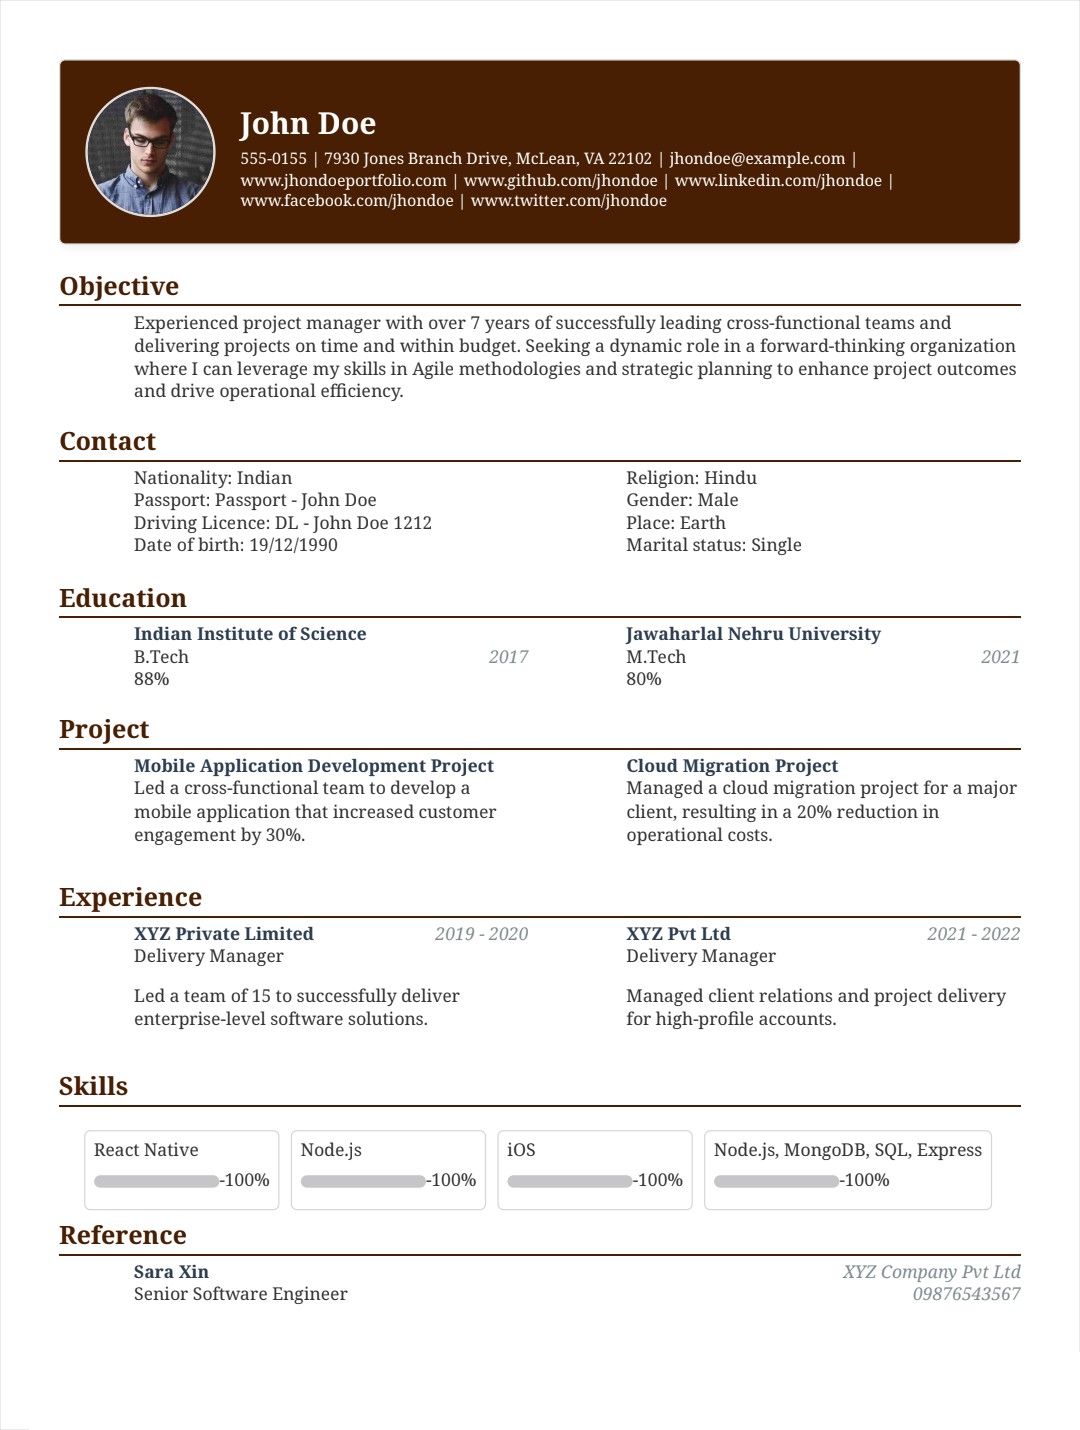 John Doe
555-0155 | 7930 Jones Branch Drive, McLean, VA 22102 | jhondoe@example.com |
www.jhondoeportfolio.com | www.github.com/jhondoe | www.linkedin.com/jhondoe |
www.facebook.com/jhondoe | www.twitter.com/jhondoe
Objective
Experienced project manager with over 7 years of successfully leading cross-functional teams and
delivering projects on time and within budget. Seeking a dynamic role in a forward-thinking organization
where I can leverage my skills in Agile methodologies and strategic planning to enhance project outcomes
and drive operational efficiency.
Contact
Nationality: Indian
Passport: Passport - John Doe
Driving Licence: DL - John Doe 1212
Date of birth: 19/12/1990
Religion: Hindu
Gender: Male
Place: Earth
Marital status: Single
Education
Indian Institute of Science
B.Tech 2017
88%
Jawaharlal Nehru University
M.Tech 2021
80%
Project
Mobile Application Development Project
Led a cross-functional team to develop a
mobile application that increased customer
engagement by 30%.
Cloud Migration Project
Managed a cloud migration project for a major
client, resulting in a 20% reduction in
operational costs.
Experience
XYZ Private Limited 2019 - 2020
Delivery Manager
Led a team of 15 to successfully deliver
enterprise-level software solutions.
XYZ Pvt Ltd 2021 - 2022
Delivery Manager
Managed client relations and project delivery
for high-profile accounts.
Skills
React Native
-100%
Node.js
-100%
iOS
-100%
Node.js, MongoDB, SQL, Express
-100%
Reference
Sara Xin XYZ Company Pvt Ltd
Senior Software Engineer 09876543567